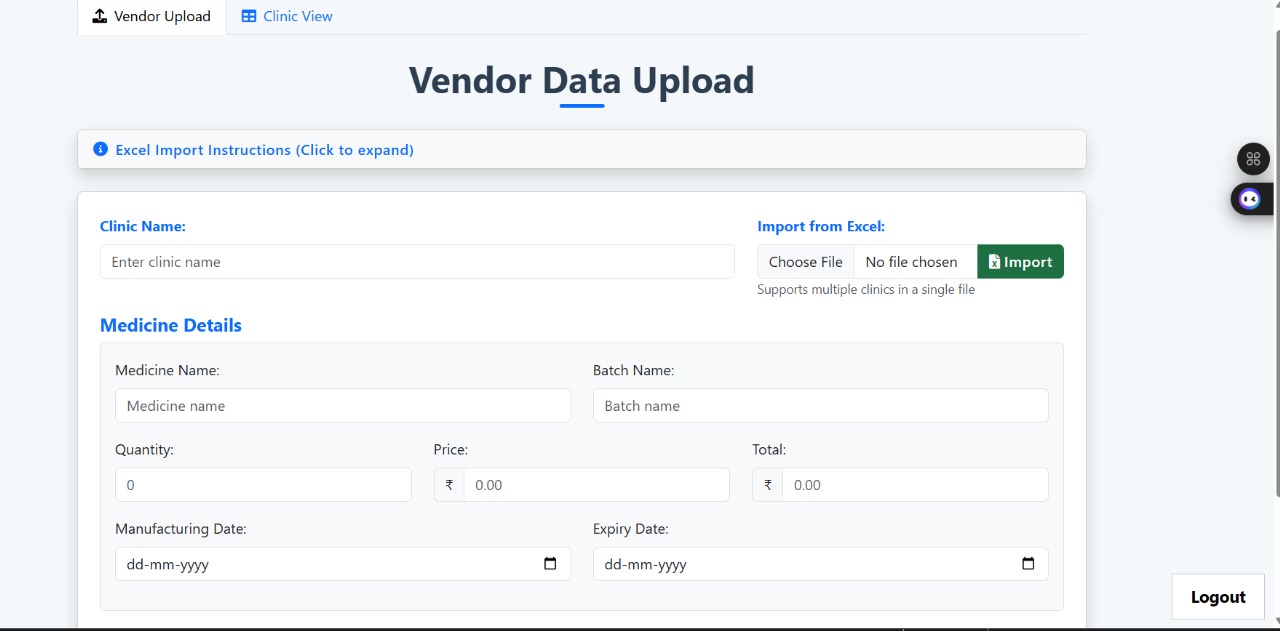 Vendor Upload Clinic View
Vendor Data Upload
Excel Import Instructions (Click to expand)
Clinic Name: Import from Excel:
Enter clinic name Choose File No file chosen Import
Supports multiple clinics in a single file
Medicine Details
Medicine Name: Batch Name:
Medicine name Batch name
Quantity: Price: Total:
0 ₹ 0.00 ₹ 0.00
Manufacturing Date: Expiry Date:
dd-mm-yyyy dd-mm-yyyy
Logout